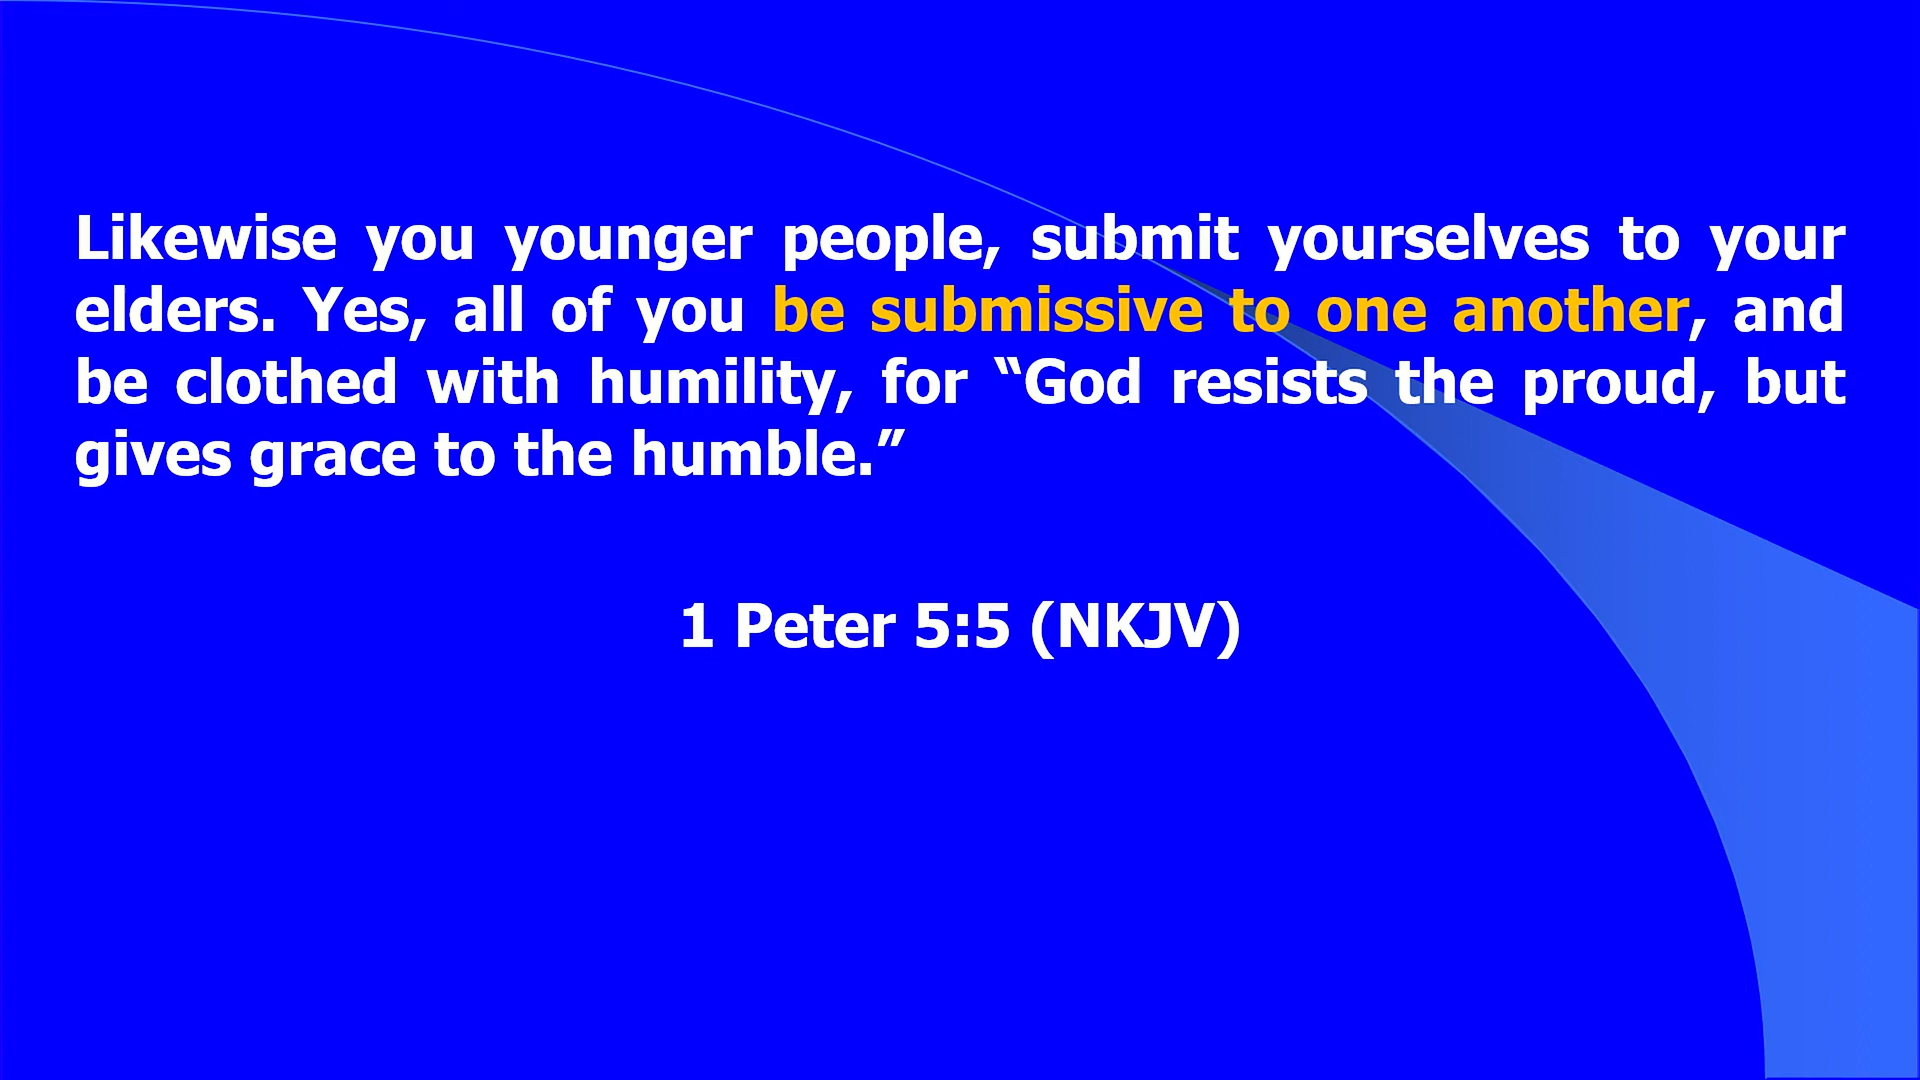 Likewise you younger people, submit yourselves to your
elders. Yes, all of you be submissive to one another, and
be clothed with humility, for “God resists the proud, but
gives grace to the humble.”
1 Peter 5:5 (NKJV)